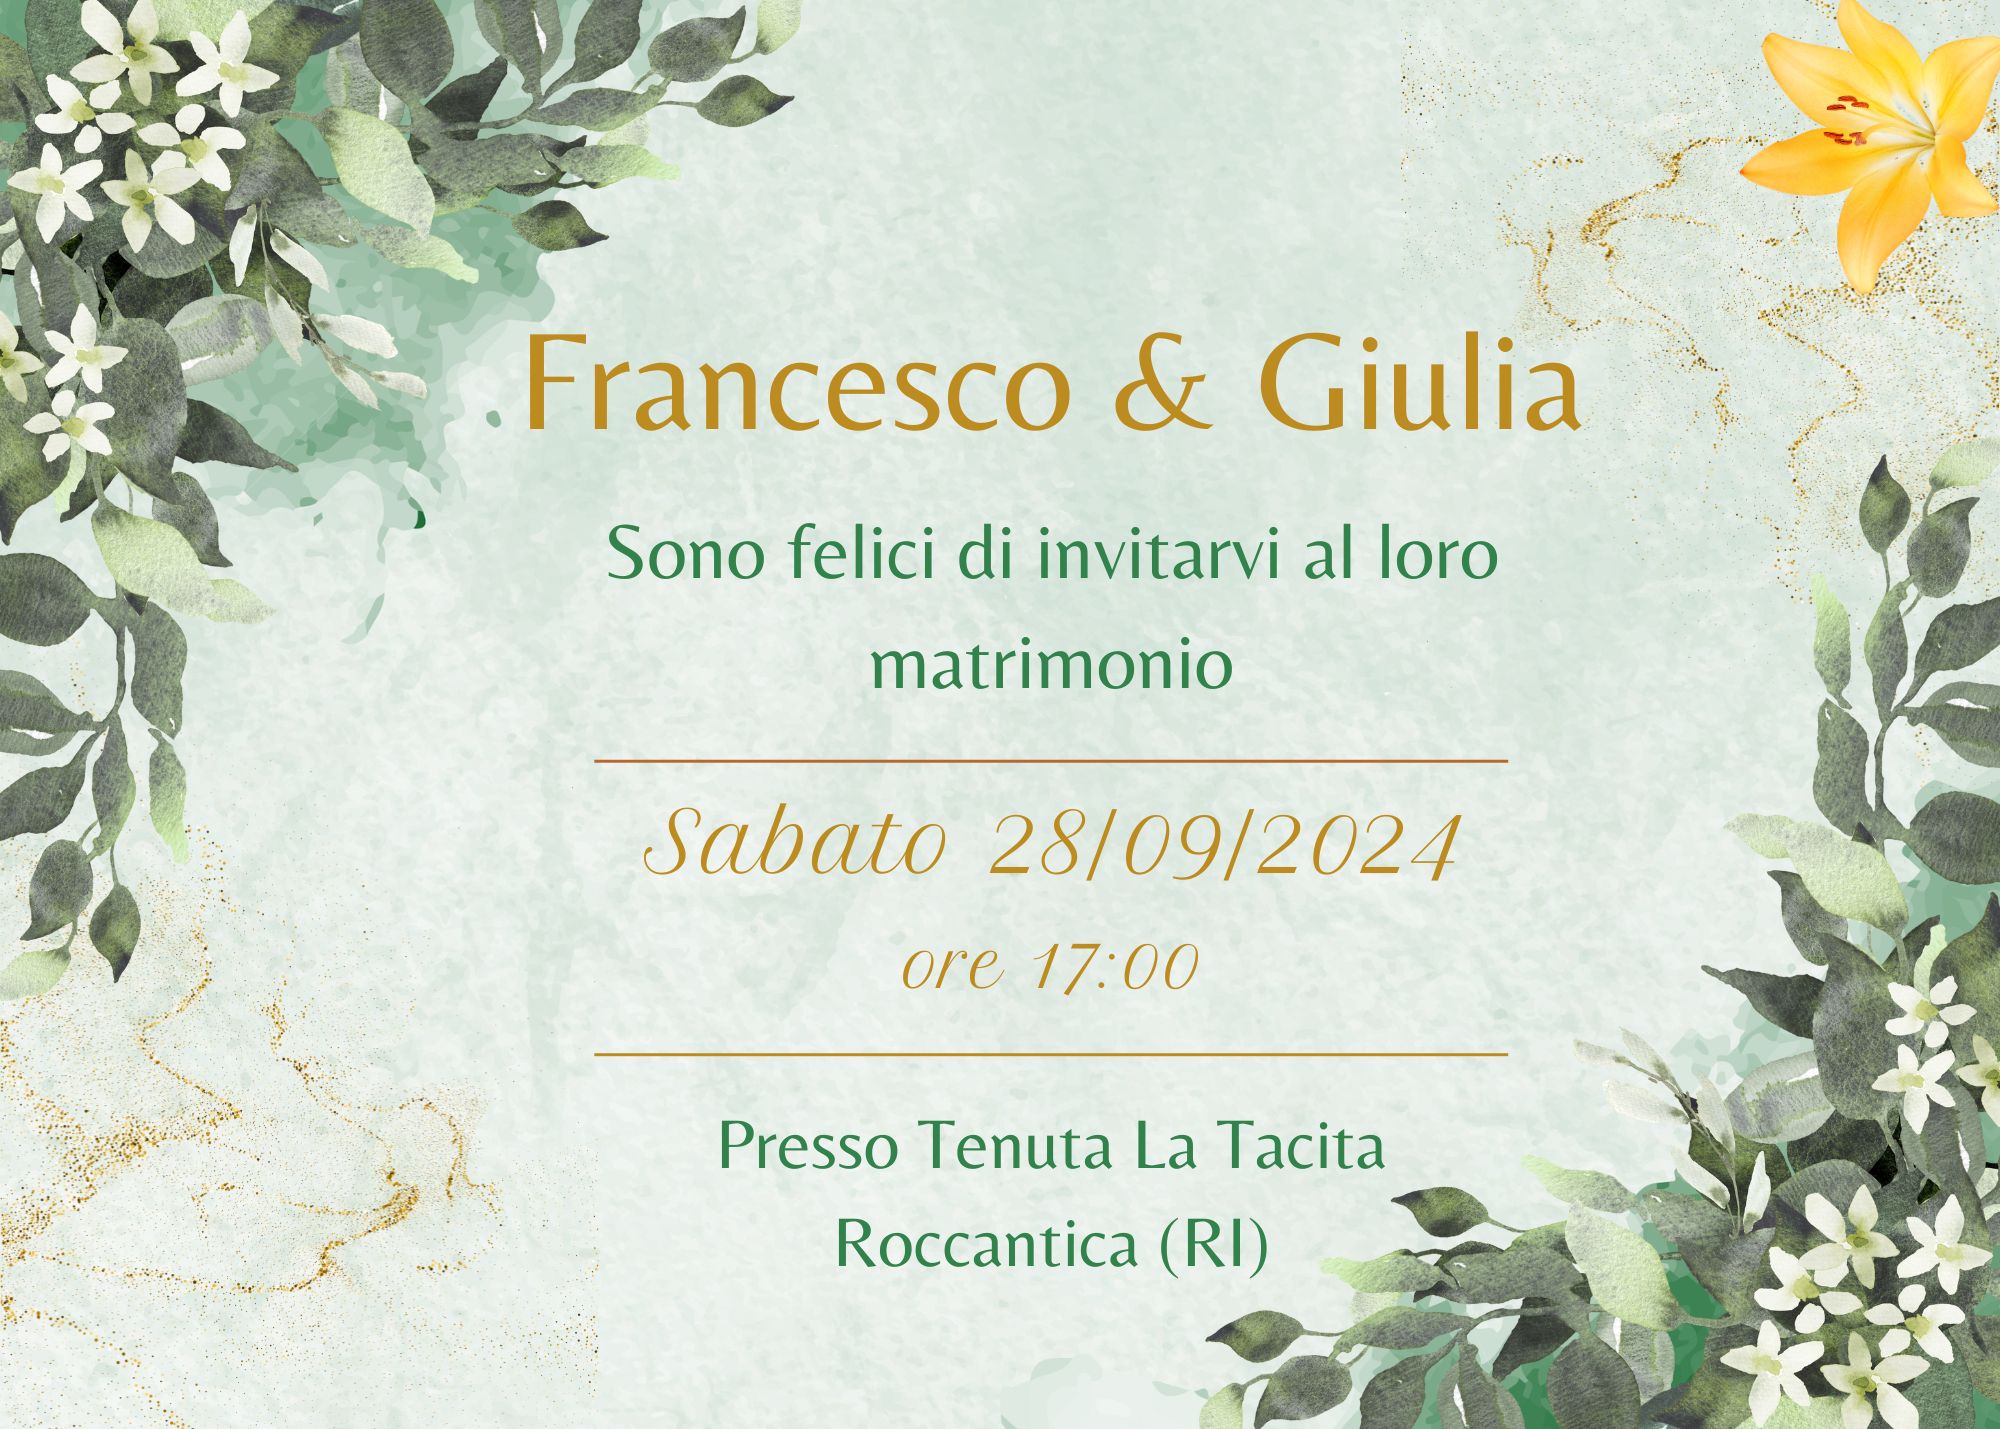 Francesco & Giulia
Sono felici di invitarvi al loro
matrimonio
Sabato 28/09/2024
ore 17:00
Presso Tenuta La Tacita
Roccantica (RI)